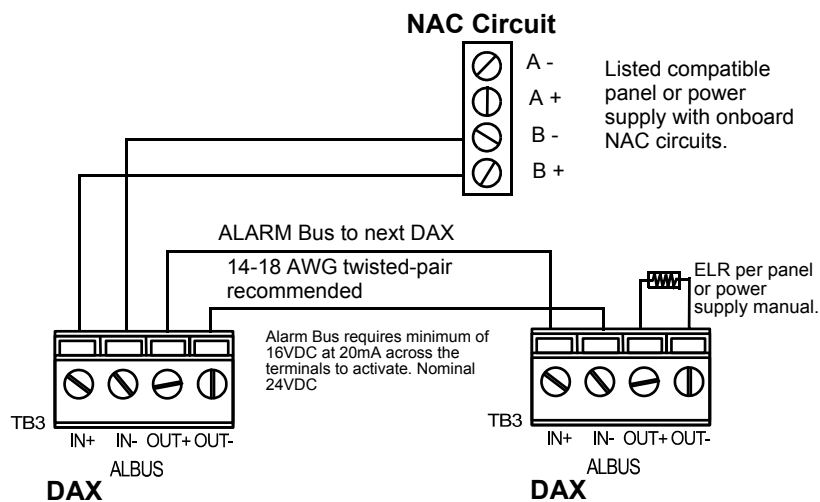 NAC Circuit
A -
A +
B -
B +
Listed compatible
panel or power
supply with onboard
NAC circuits.
ALARM Bus to next DAX
14-18 AWG twisted-pair
recommended
ELR per panel
or power
supply manual.
Alarm Bus requires minimum of
16VDC at 20mA across the
terminals to activate. Nominal
24VDC
TB3
IN+ IN- OUT+ OUT-
ALBUS
DAX
TB3
IN+ IN- OUT+ OUT-
ALBUS
DAX